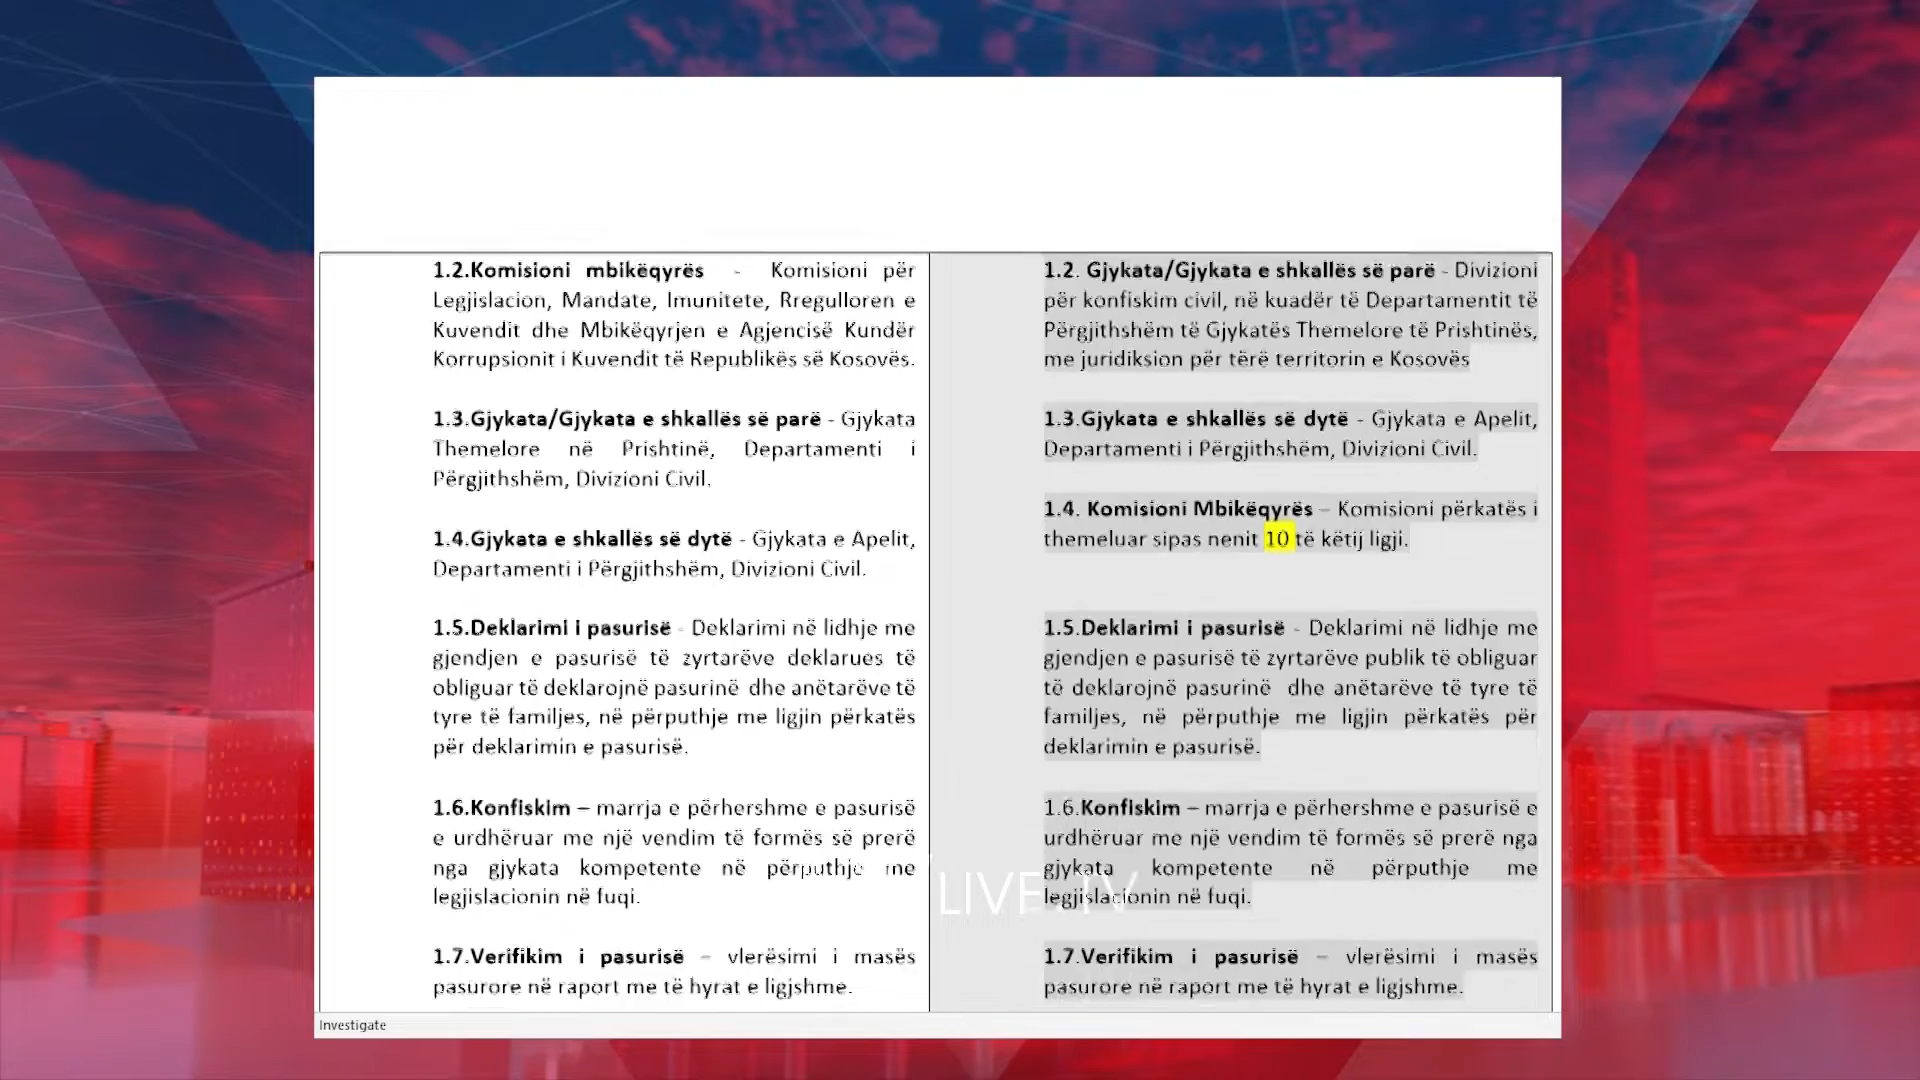 1.2.Komisioni mbikëqyrës - Komisioni për
Legjislacion, Mandate, Imunitete, Rregulloren e
Kuvendit dhe Mbikëqyrjen e Agjencisë Kundër
Korrupsionit i Kuvendit të Republikës së Kosovës.
1.3.Gjykata/Gjykata e shkallës së parë - Gjykata
Themelore në Prishtinë, Departamenti i
Përgjithshëm, Divizioni Civil.
1.4.Gjykata e shkallës së dytë - Gjykata e Apelit,
Departamenti i Përgjithshëm, Divizioni Civil.
1.5.Deklarimi i pasurisë - Deklarimi në lidhje me
gjendjen e pasurisë të zyrtarëve deklarues të
obliguar të deklarojnë pasurinë dhe anëtarëve të
tyre të familjes, në përputhje me ligjin përkatës
për deklarimin e pasurisë.
1.6.Konfiskim – marrja e përhershme e pasurisë
e urdhëruar me një vendim të formës së prerë
nga gjykata kompetente në përputhje me
legjislacionin në fuqi.
1.7.Verifikim i pasurisë – vlerësimi i masës
pasurore në raport me të hyrat e ligjshme.
1.2. Gjykata/Gjykata e shkallës së parë - Divizioni
për konfiskim civil, në kuadër të Departamentit të
Përgjithshëm të Gjykatës Themelore të Prishtinës,
me juridiksion për tërë territorin e Kosovës
1.3.Gjykata e shkallës së dytë - Gjykata e Apelit,
Departamenti i Përgjithshëm, Divizioni Civil.
1.4. Komisioni Mbikëqyrës – Komisioni përkatës i
themeluar sipas nenit 10 të këtij ligji.
1.5.Deklarimi i pasurisë - Deklarimi në lidhje me
gjendjen e pasurisë të zyrtarëve publik të obliguar
të deklarojnë pasurinë dhe anëtarëve të tyre të
familjes, në përputhje me ligjin përkatës për
deklarimin e pasurisë.
1.6.Konfiskim – marrja e përhershme e pasurisë e
urdhëruar me një vendim të formës së prerë nga
gjykata kompetente në përputhje me
legjislacionin në fuqi.
1.7.Verifikim i pasurisë – vlerësimi i masës
pasurore në raport me të hyrat e ligjshme.
LIVE.TV
Investigate